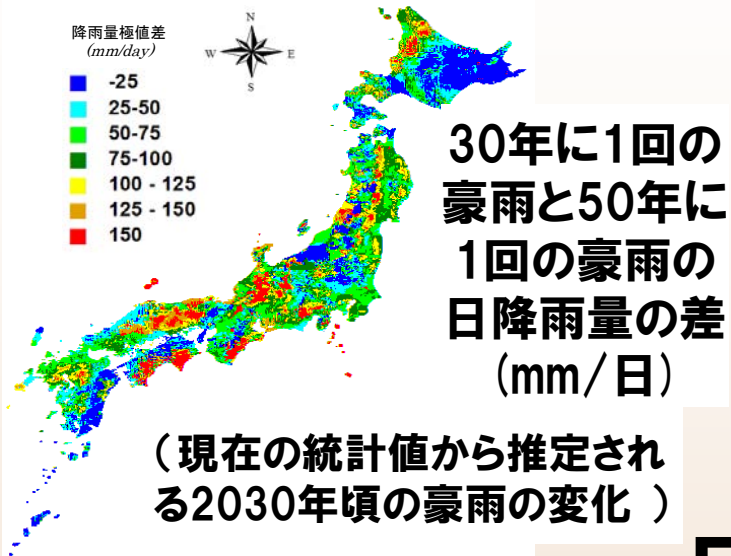 降雨量極値差
(mm/day)
-25
25-50
50-75
75-100
100 - 125
125 - 150
150
N
W
E
S
30年に1回の
豪雨と50年に
1回の豪雨の
日降雨量の差
(mm/日)
(現在の統計値から推定され
る2030年頃の豪雨の変化 )